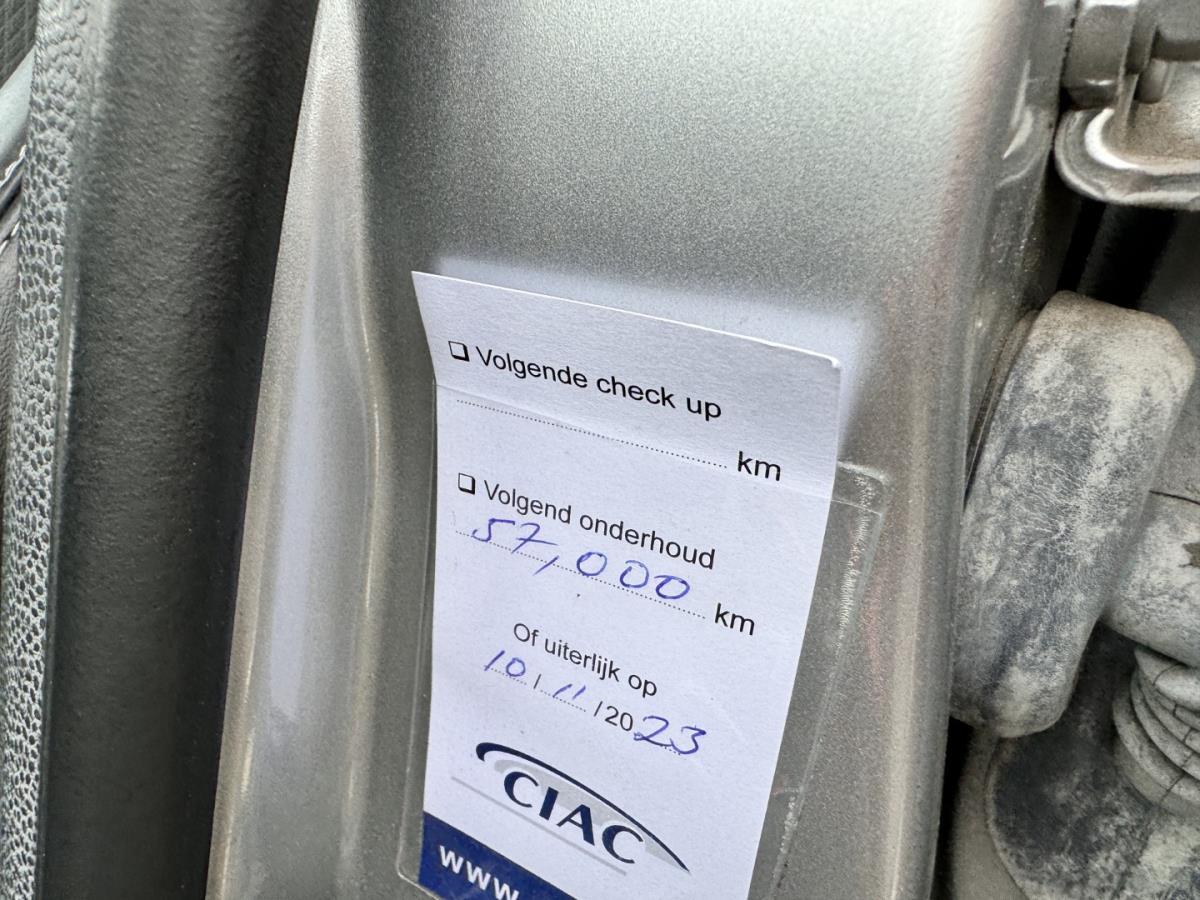 ❑ Volgende check up
........................................ km
❑ Volgend onderhoud
57,000 km
Of uiterlijk op
10/11/2023
CIAC
www.